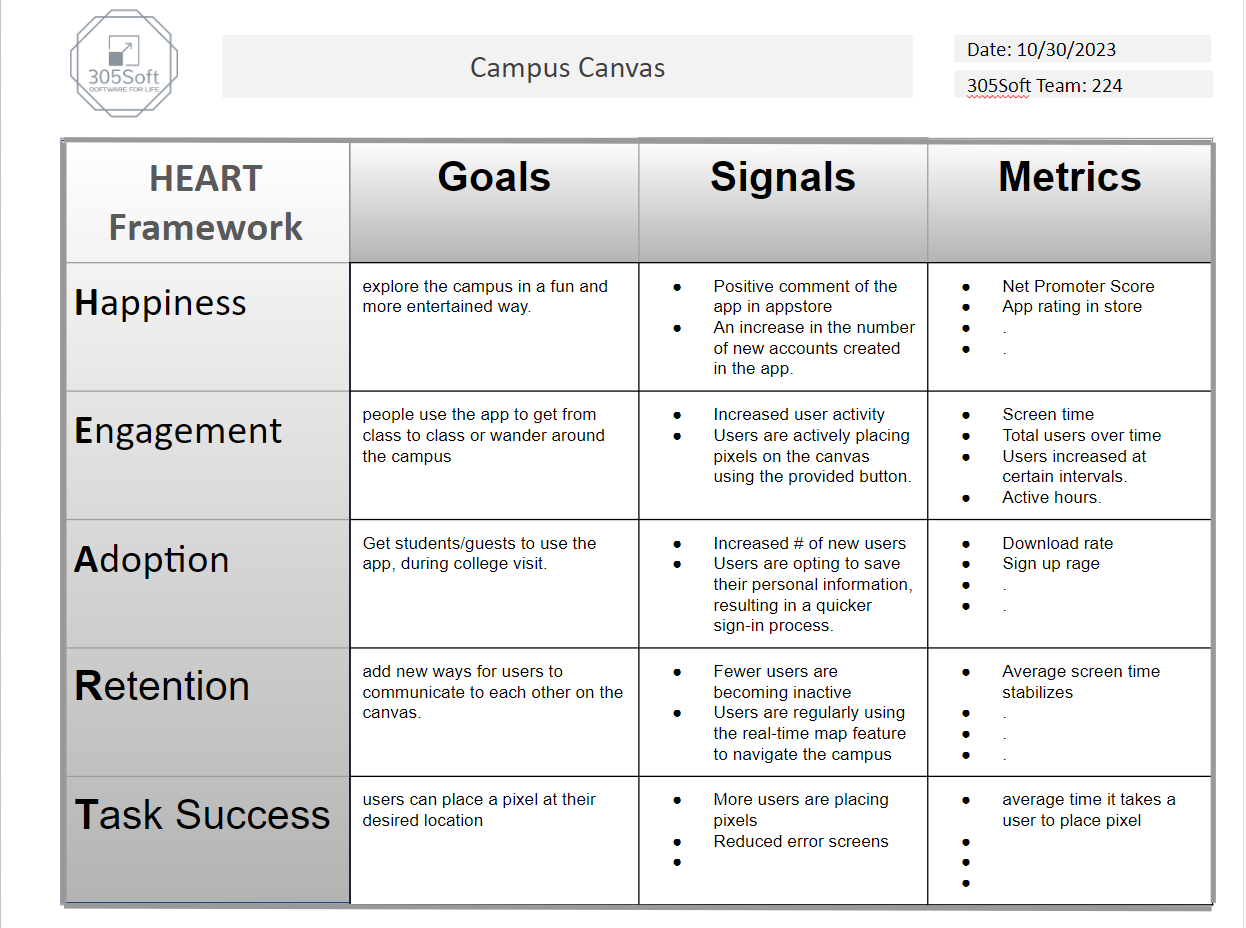 305Soft
SOFTWARE FOR LIFE
Campus Canvas
Date: 10/30/2023
305Soft Team: 224
HEART
Framework
Goals
Signals
Metrics
Happiness
explore the campus in a fun and
more entertained way.
● Positive comment of the
app in appstore
● An increase in the number
of new accounts created
in the app.
● Net Promoter Score
● App rating in store
● .
● .
Engagement
people use the app to get from
class to class or wander around
the campus
● Increased user activity
● Users are actively placing
pixels on the canvas
using the provided button.
● Screen time
● Total users over time
● Users increased at
certain intervals.
● Active hours.
Adoption
Get students/guests to use the
app, during college visit.
● Increased # of new users
● Users are opting to save
their personal information,
resulting in a quicker
sign-in process.
● Download rate
● Sign up rage
● .
● .
Retention
add new ways for users to
communicate to each other on the
canvas.
● Fewer users are
becoming inactive
● Users are regularly using
the real-time map feature
to navigate the campus
● Average screen time
stabilizes
● .
● .
● .
Task Success
users can place a pixel at their
desired location
● More users are placing
pixels
● Reduced error screens
●
● average time it takes a
user to place pixel
●
●
●